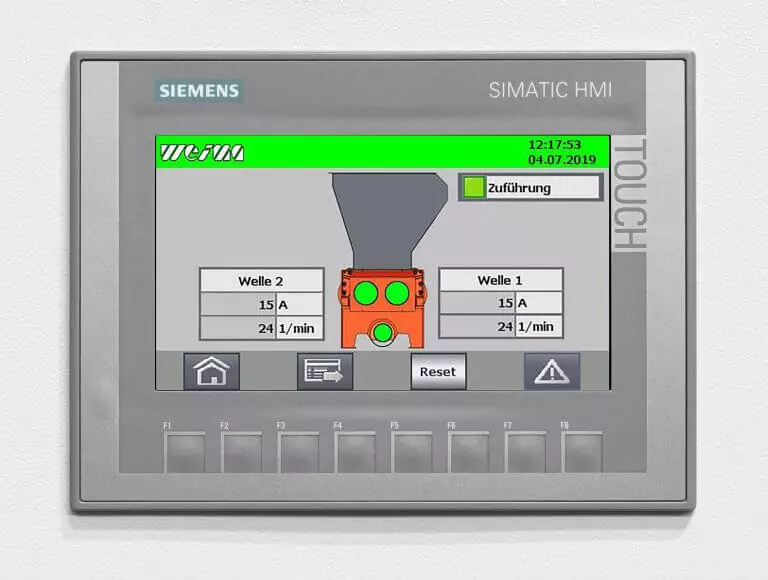 SIEMENS
SIMATIC HMI
TOUCH
weima
12:17:53
04.07.2019
Zuführung
Welle 2
15 A
24 1/min
Welle 1
15 A
24 1/min
Reset
F1 F2 F3 F4 F5 F6 F7 F8